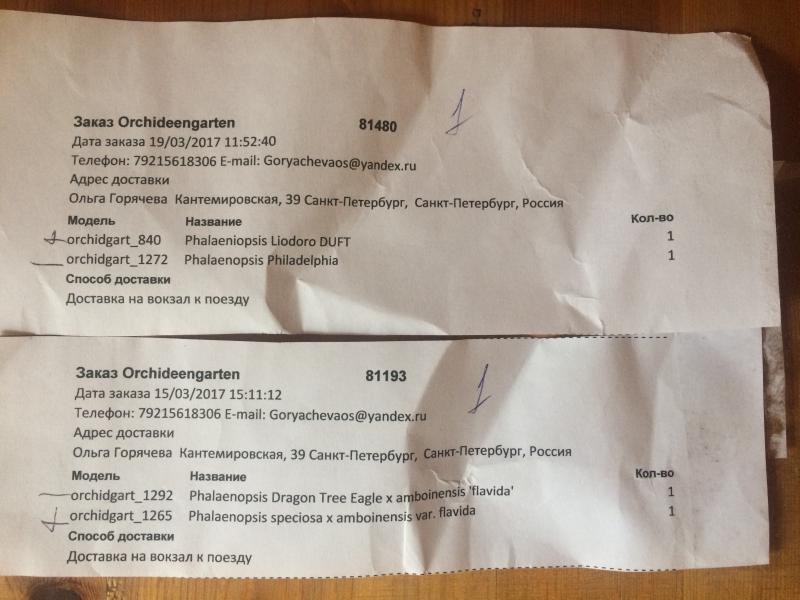 Заказ Orchideengarten 81480 1
Дата заказа 19/03/2017 11:52:40
Телефон: 79215618306 E-mail: Goryachevaos@yandex.ru
Адрес доставки
Ольга Горячева Кантемировская, 39 Санкт-Петербург, Санкт-Петербург, Россия
Модель Название Кол-во
orchidgart_840 Phalaeniopsis Liodoro DUFT 1
orchidgart_1272 Phalaenopsis Philadelphia 1
Способ доставки
Доставка на вокзал к поезду
Заказ Orchideengarten 81193 1
Дата заказа 15/03/2017 15:11:12
Телефон: 79215618306 E-mail: Goryachevaos@yandex.ru
Адрес доставки
Ольга Горячева Кантемировская, 39 Санкт-Петербург, Санкт-Петербург, Россия
Модель Название Кол-во
orchidgart_1292 Phalaenopsis Dragon Tree Eagle x amboinensis 'flavida' 1
orchidgart_1265 Phalaenopsis speciosa x amboinensis var. flavida 1
Способ доставки
Доставка на вокзал к поезду